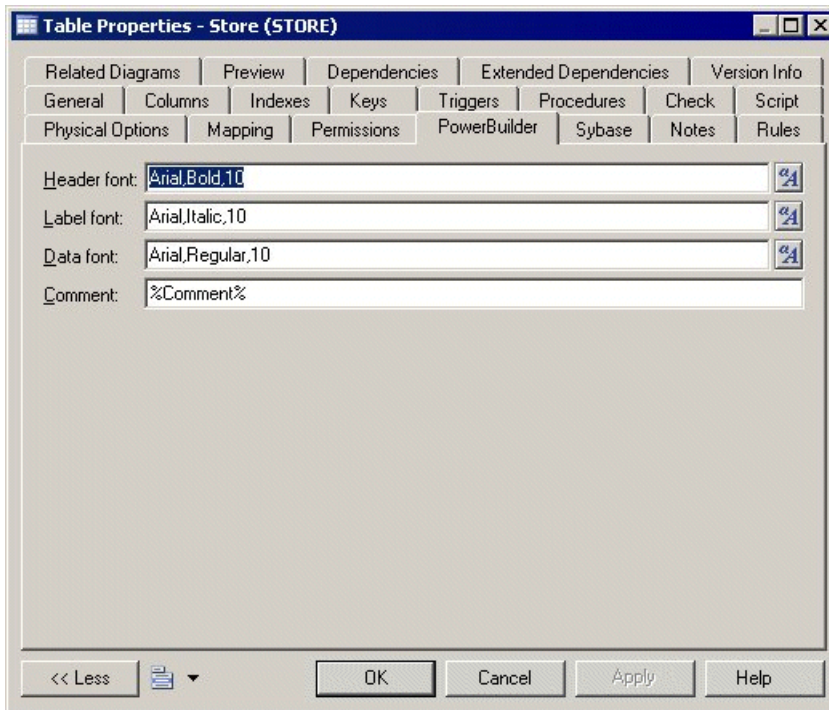 Table Properties - Store (STORE)
Related Diagrams Preview Dependencies Extended Dependencies Version Info
General Columns Indexes Keys Triggers Procedures Check Script
Physical Options Mapping Permissions PowerBuilder Sybase Notes Rules
Header font: Arial,Bold,10
Label font: Arial,Italic,10
Data font: Arial,Regular,10
Comment: %Comment%
<< Less OK Cancel Apply Help